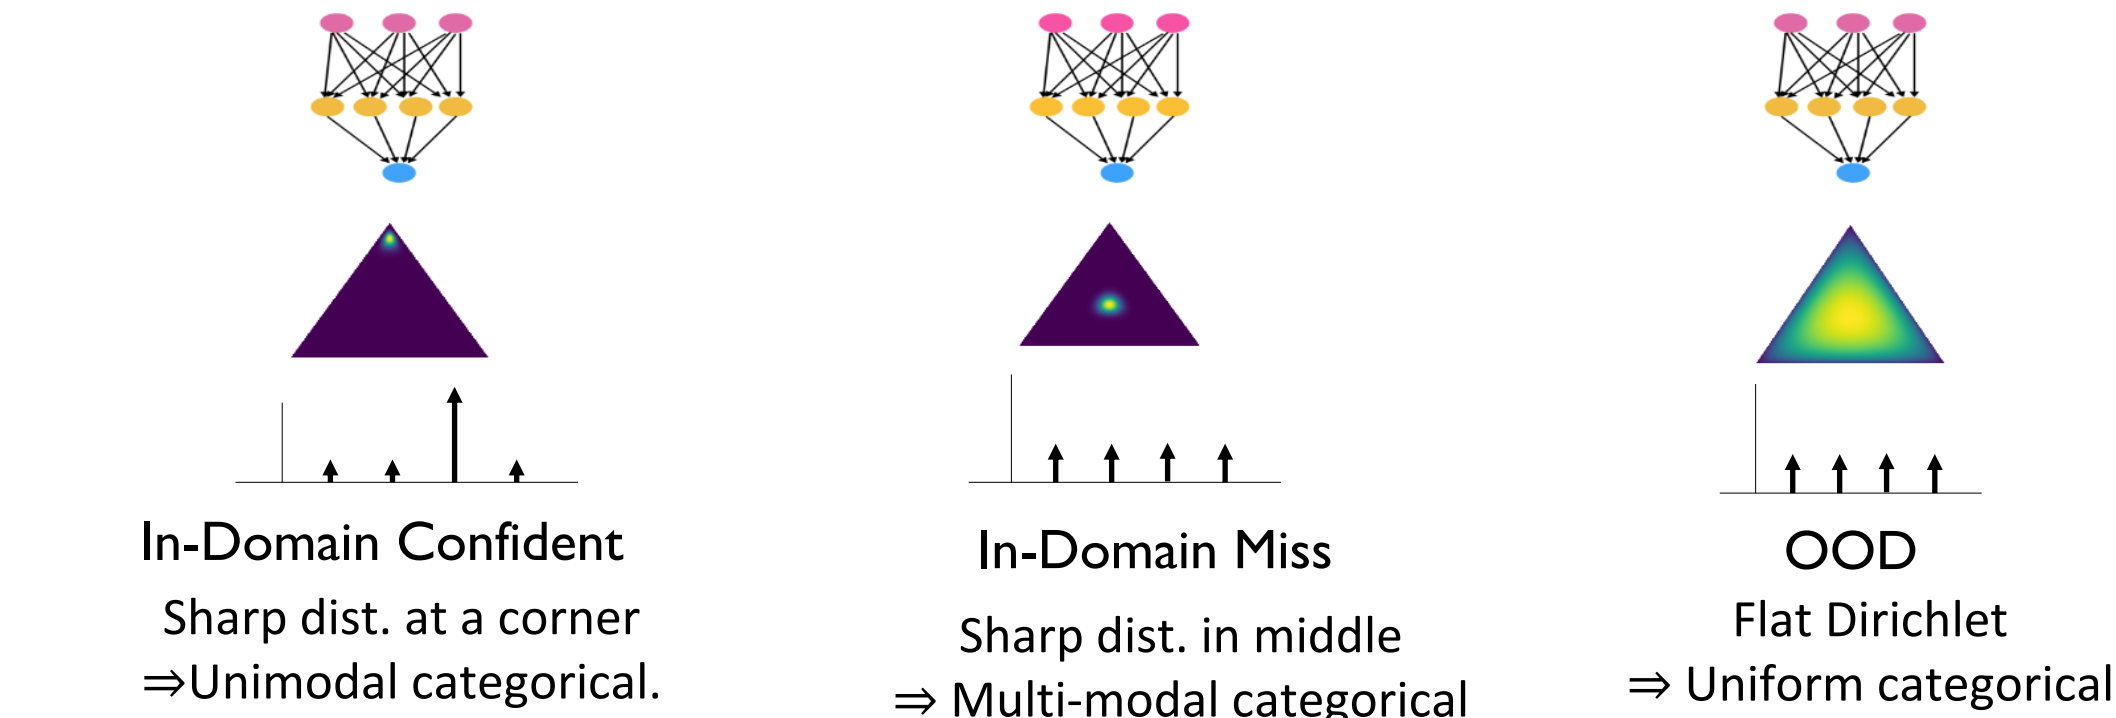 In-Domain Confident
Sharp dist. at a corner
⇒Unimodal categorical.
In-Domain Miss
Sharp dist. in middle
⇒ Multi-modal categorical
OOD
Flat Dirichlet
⇒ Uniform categorical